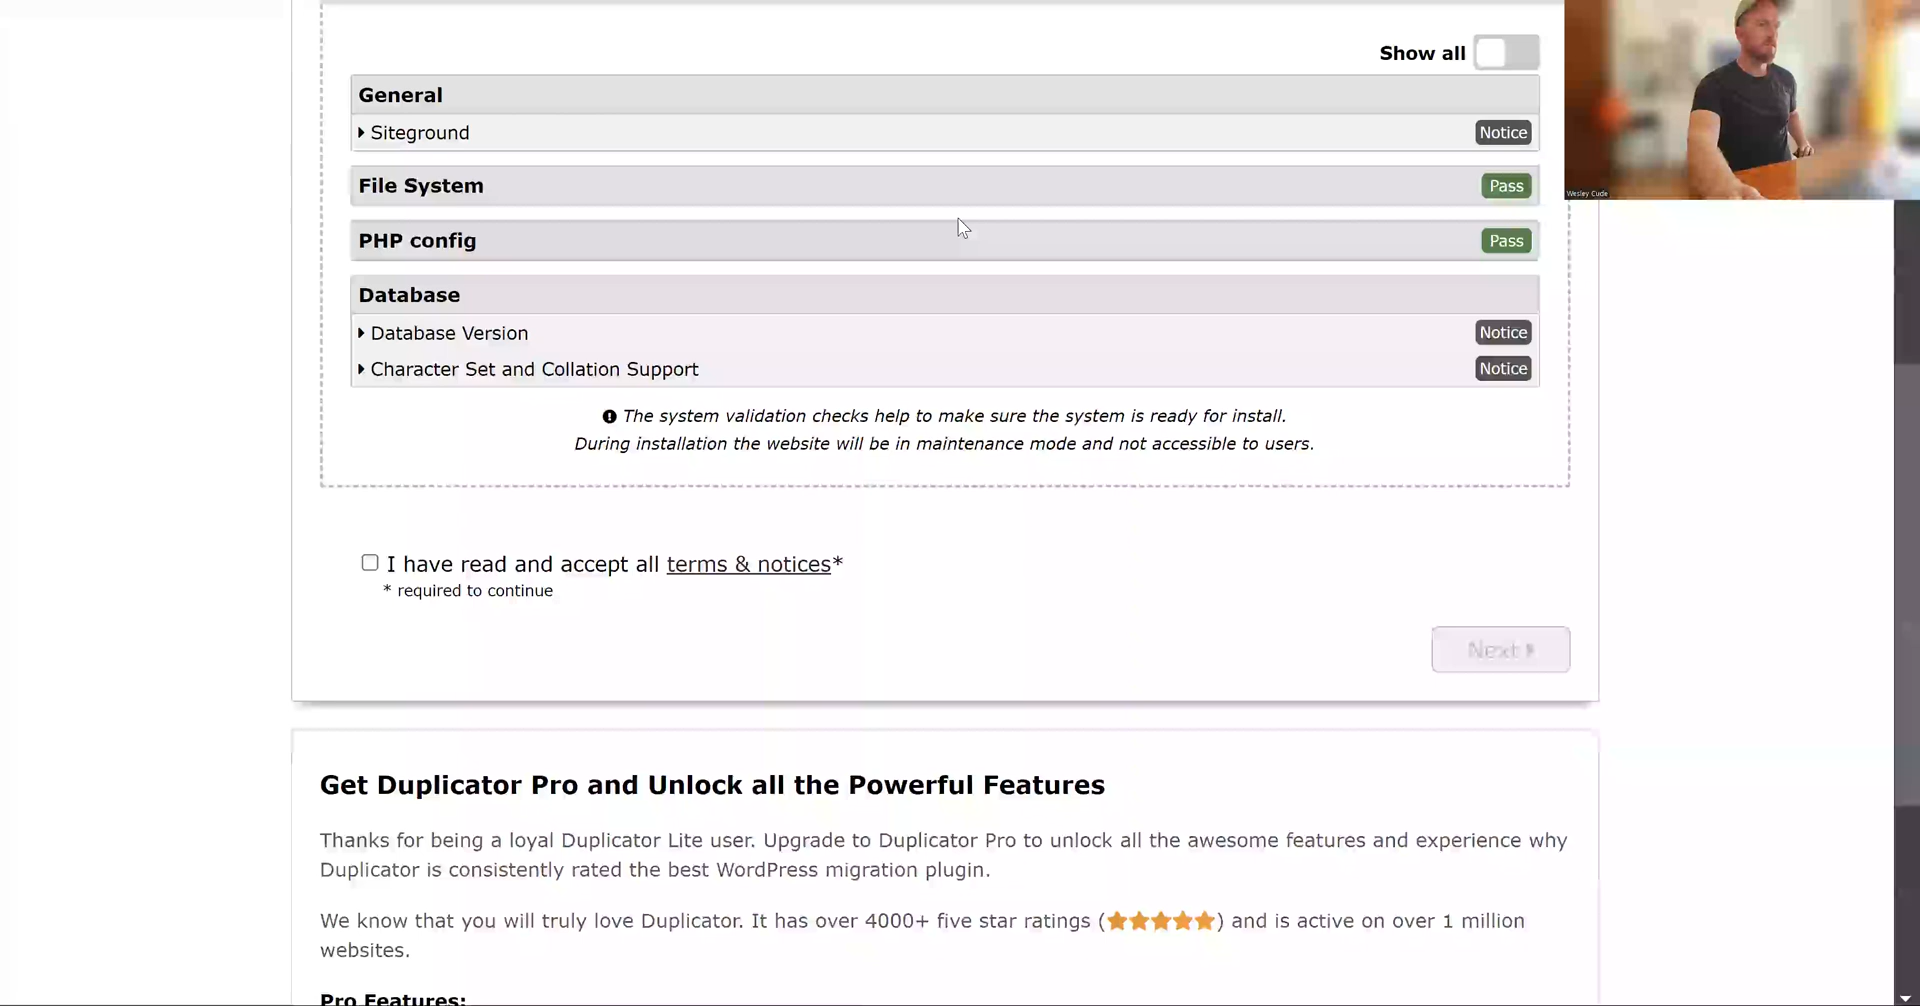 Show all
General
Siteground Notice
File System Pass
PHP config Pass
Database
Database Version Notice
Character Set and Collation Support Notice
The system validation checks help to make sure the system is ready for install.
During installation the website will be in maintenance mode and not accessible to users.
I have read and accept all terms & notices*
* required to continue
Next
Get Duplicator Pro and Unlock all the Powerful Features
Thanks for being a loyal Duplicator Lite user. Upgrade to Duplicator Pro to unlock all the awesome features and experience why
Duplicator is consistently rated the best WordPress migration plugin.
We know that you will truly love Duplicator. It has over 4000+ five star ratings (★★★★★) and is active on over 1 million
websites.
Pro Features:
Wesley Cude